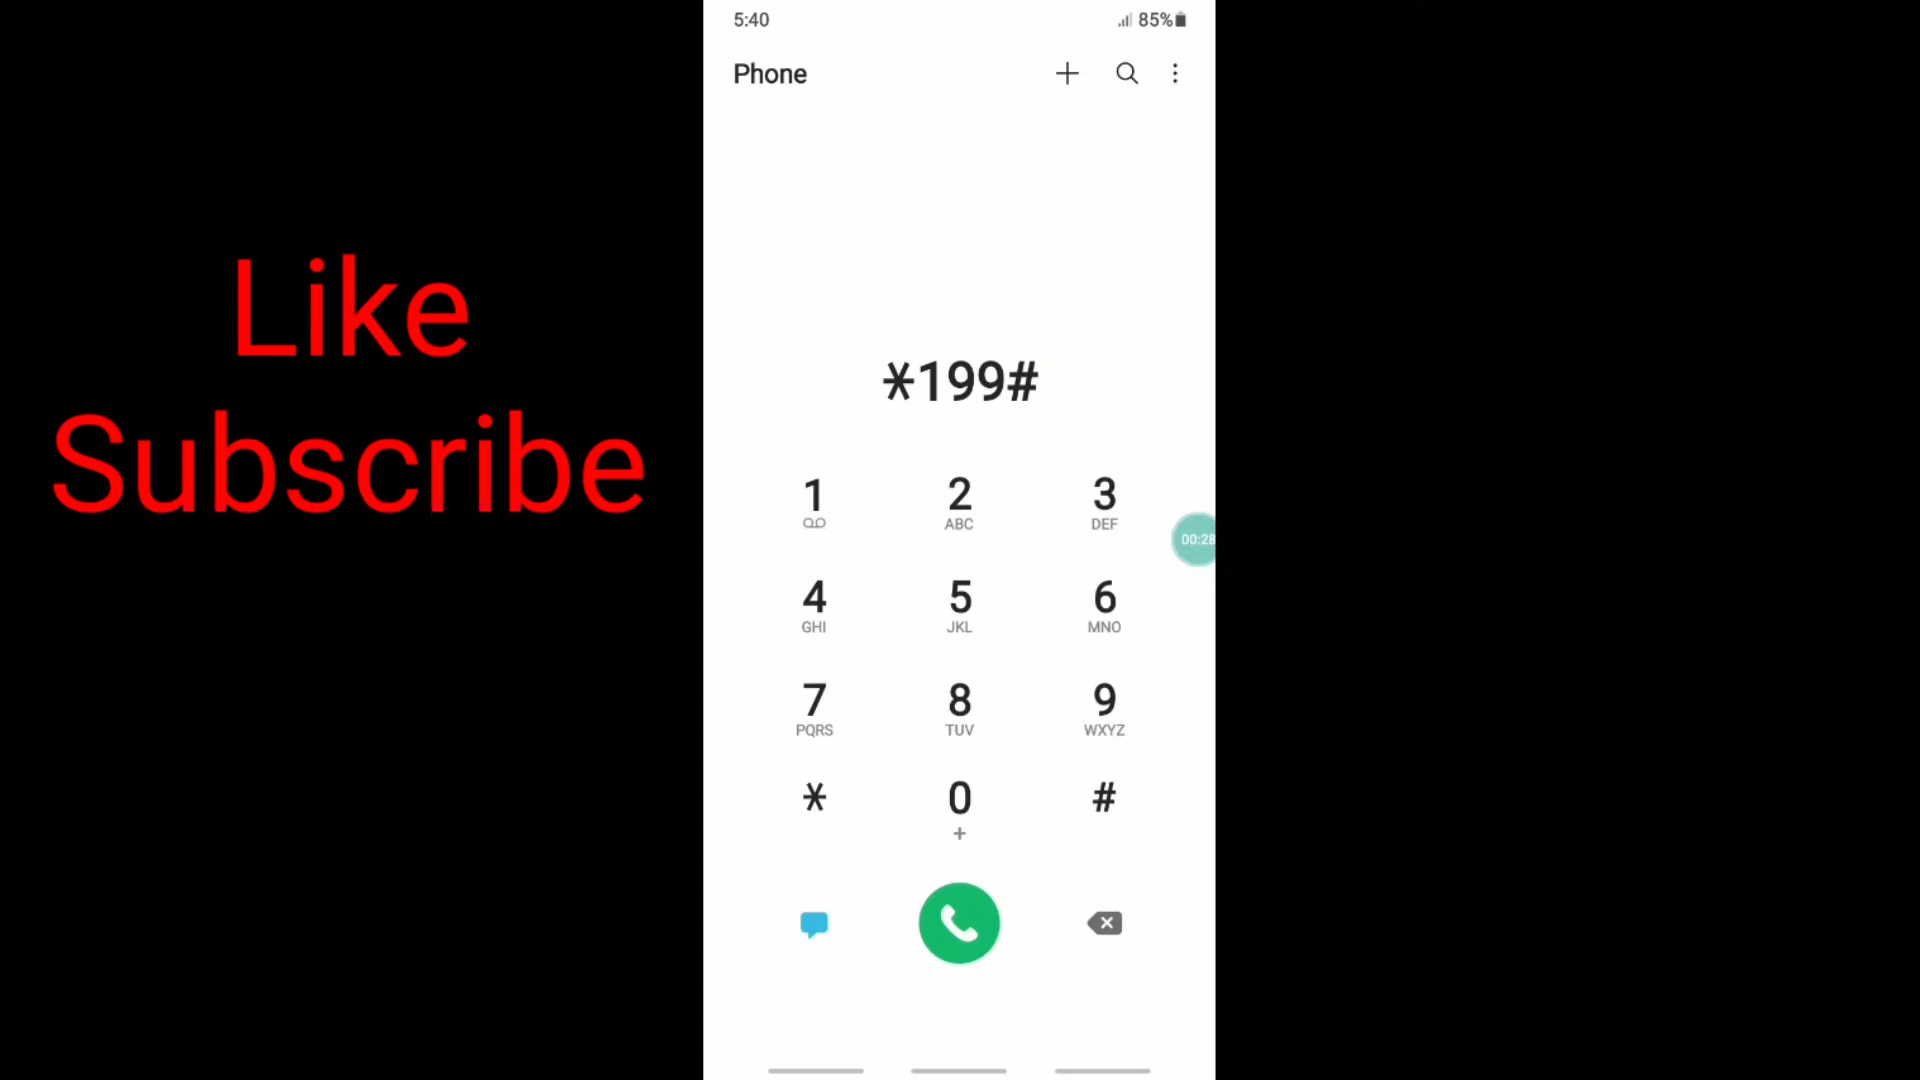 5:40
85%
Phone
Like
Subscribe
*199#
1
2
ABC
3
DEF
00:28
4
GHI
5
JKL
6
MNO
7
PQRS
8
TUV
9
WXYZ
*
0
+
#